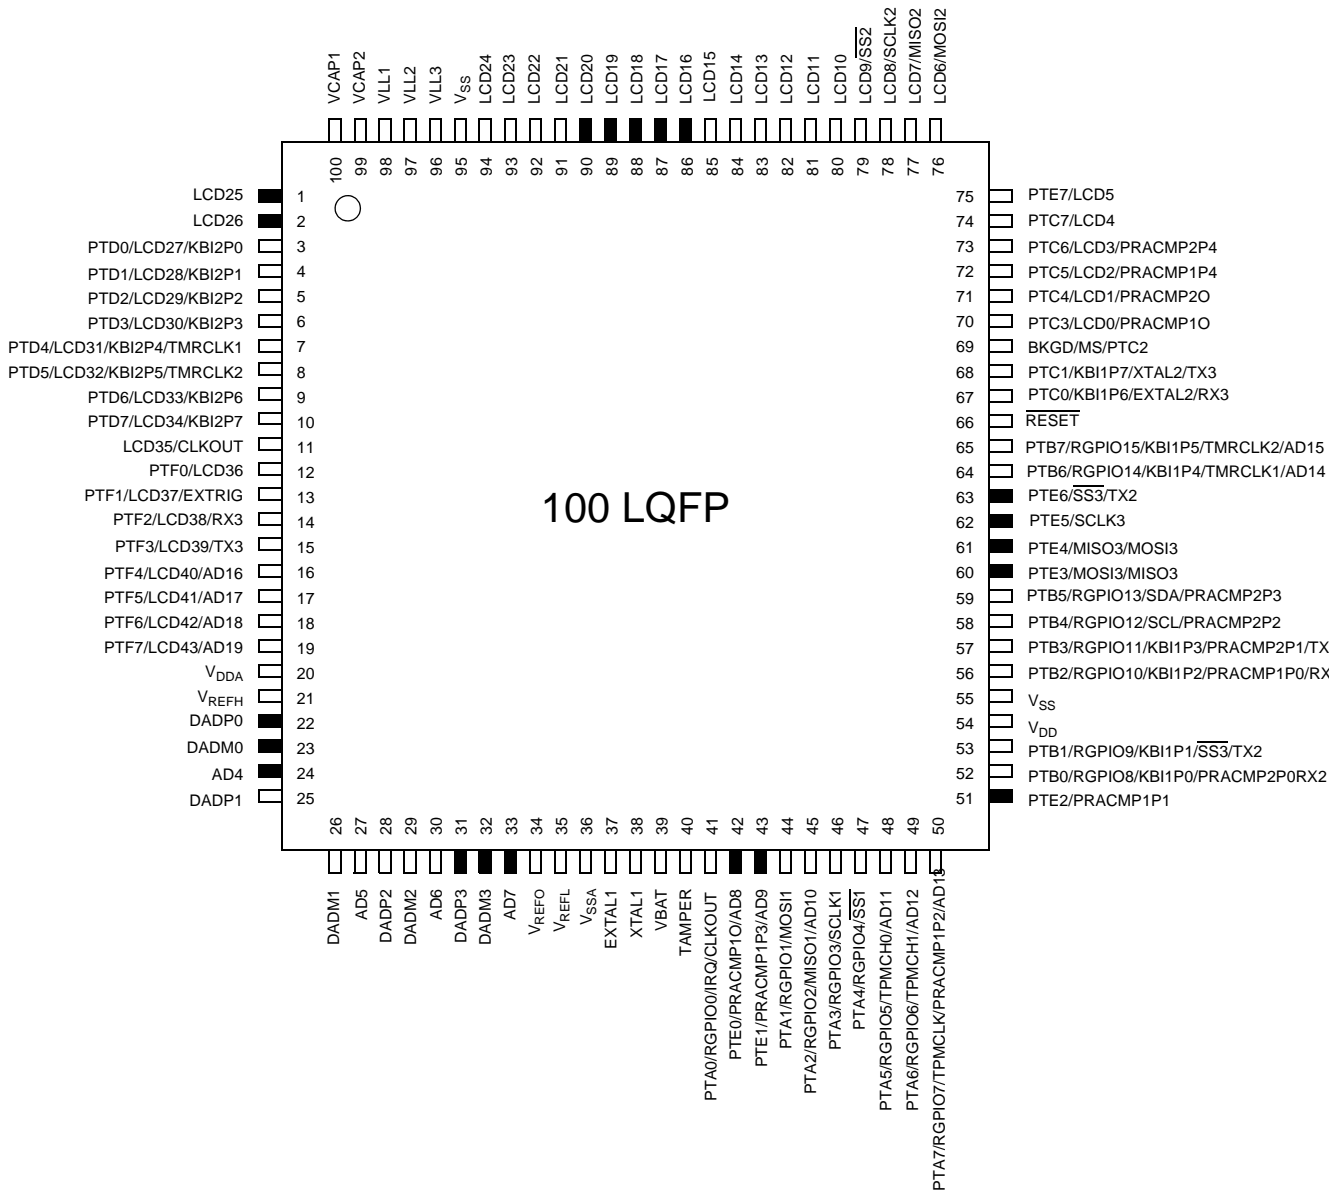 VCAP1
VCAP2
VLL1
VLL2
VLL3
VSS
LCD24
LCD23
LCD22
LCD21
LCD20
LCD19
LCD18
LCD17
LCD16
LCD15
LCD14
LCD13
LCD12
LCD11
LCD10
LCD9/SS2
LCD8/SCLK2
LCD7/MISO2
LCD6/MOSI2
100
99
98
97
96
95
94
93
92
91
90
89
88
87
86
85
84
83
82
81
80
79
78
77
76
LCD25 1
LCD26 2
PTD0/LCD27/KBI2P0 3
PTD1/LCD28/KBI2P1 4
PTD2/LCD29/KBI2P2 5
PTD3/LCD30/KBI2P3 6
PTD4/LCD31/KBI2P4/TMRCLK1 7
PTD5/LCD32/KBI2P5/TMRCLK2 8
PTD6/LCD33/KBI2P6 9
PTD7/LCD34/KBI2P7 10
LCD35/CLKOUT 11
PTF0/LCD36 12
PTF1/LCD37/EXTRIG 13
PTF2/LCD38/RX3 14
PTF3/LCD39/TX3 15
PTF4/LCD40/AD16 16
PTF5/LCD41/AD17 17
PTF6/LCD42/AD18 18
PTF7/LCD43/AD19 19
VDDA 20
VREFH 21
DADP0 22
DADM0 23
AD4 24
DADP1 25
100 LQFP
75 PTE7/LCD5
74 PTC7/LCD4
73 PTC6/LCD3/PRACMP2P4
72 PTC5/LCD2/PRACMP1P4
71 PTC4/LCD1/PRACMP2O
70 PTC3/LCD0/PRACMP1O
69 BKGD/MS/PTC2
68 PTC1/KBI1P7/XTAL2/TX3
67 PTC0/KBI1P6/EXTAL2/RX3
66 RESET
65 PTB7/RGPIO15/KBI1P5/TMRCLK2/AD15
64 PTB6/RGPIO14/KBI1P4/TMRCLK1/AD14
63 PTE6/SS3/TX2
62 PTE5/SCLK3
61 PTE4/MISO3/MOSI3
60 PTE3/MOSI3/MISO3
59 PTB5/RGPIO13/SDA/PRACMP2P3
58 PTB4/RGPIO12/SCL/PRACMP2P2
57 PTB3/RGPIO11/KBI1P3/PRACMP2P1/TX
56 PTB2/RGPIO10/KBI1P2/PRACMP1P0/RX
55 VSS
54 VDD
53 PTB1/RGPIO9/KBI1P1/SS3/TX2
52 PTB0/RGPIO8/KBI1P0/PRACMP2P0RX2
51 PTE2/PRACMP1P1
26
27
28
29
30
31
32
33
34
35
36
37
38
39
40
41
42
43
44
45
46
47
48
49
50
DADM1
AD5
DADP2
DADM2
AD6
DADP3
DADM3
AD7
VREFO
VREFL
VSSA
EXTAL1
XTAL1
VBAT
TAMPER
PTA0/RGPIO0/IRQ/CLKOUT
PTE0/PRACMP1O/AD8
PTE1/PRACMP1P3/AD9
PTA1/RGPIO1/MOSI1
PTA2/RGPIO2/MISO1/AD10
PTA3/RGPIO3/SCLK1
PTA4/RGPIO4/SS1
PTA5/RGPIO5/TPMCH0/AD11
PTA6/RGPIO6/TPMCH1/AD12
PTA7/RGPIO7/TPMCLK/PRACMP1P2/AD13